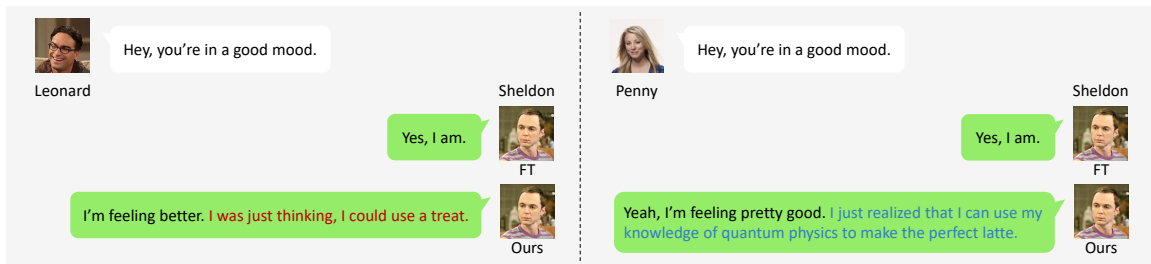 Hey, you're in a good mood.
Leonard
Sheldon
Yes, I am.
FT
I'm feeling better. I was just thinking, I could use a treat.
Ours
Hey, you're in a good mood.
Penny
Sheldon
Yes, I am.
FT
Yeah, I'm feeling pretty good. I just realized that I can use my
knowledge of quantum physics to make the perfect latte.
Ours